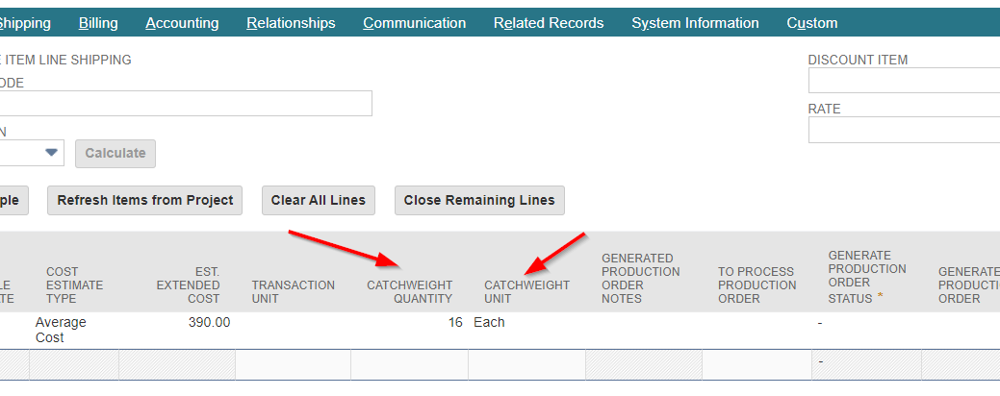 Shipping Billing Accounting Relationships Communication Related Records System Information Custom
ITEM LINE SHIPPING
DISCOUNT ITEM
ODE
RATE
N
Calculate
ple Refresh Items from Project Clear All Lines Close Remaining Lines
LE
TE
COST
ESTIMATE
TYPE
EST.
EXTENDED
COST
TRANSACTION
UNIT
CATCHWEIGHT
QUANTITY
CATCHWEIGHT
UNIT
GENERATED
PRODUCTION
ORDER
NOTES
TO PROCESS
PRODUCTION
ORDER
GENERATE
PRODUCTION
ORDER
STATUS *
GENERATE
PRODUCTI
ORDER
Average
Cost
390.00
16
Each
-
-